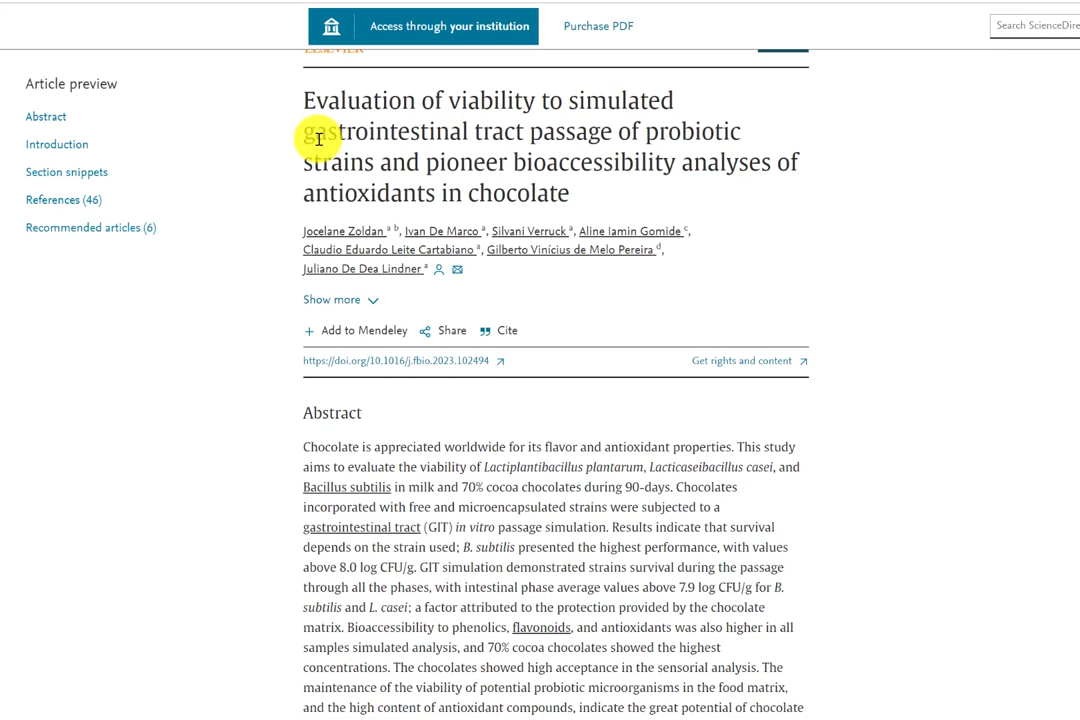 Access through your institution
Purchase PDF
Search ScienceDire
Article preview
Abstract
Introduction
Section snippets
References (46)
Recommended articles (6)
Evaluation of viability to simulated
gastrointestinal tract passage of probiotic
strains and pioneer bioaccessibility analyses of
antioxidants in chocolate
Jocelane Zoldan a b, Ivan De Marco a, Silvani Verruck a, Aline Iamin Gomide c,
Claudio Eduardo Leite Cartabiano a, Gilberto Vinícius de Melo Pereira d,
Juliano De Dea Lindner a
Show more
+ Add to Mendeley Share Cite
https://doi.org/10.1016/j.fbio.2023.102494
Get rights and content
Abstract
Chocolate is appreciated worldwide for its flavor and antioxidant properties. This study
aims to evaluate the viability of Lactiplantibacillus plantarum, Lacticaseibacillus casei, and
Bacillus subtilis in milk and 70% cocoa chocolates during 90-days. Chocolates
incorporated with free and microencapsulated strains were subjected to a
gastrointestinal tract (GIT) in vitro passage simulation. Results indicate that survival
depends on the strain used; B. subtilis presented the highest performance, with values
above 8.0 log CFU/g. GIT simulation demonstrated strains survival during the passage
through all the phases, with intestinal phase average values above 7.9 log CFU/g for B.
subtilis and L. casei; a factor attributed to the protection provided by the chocolate
matrix. Bioaccessibility to phenolics, flavonoids, and antioxidants was also higher in all
samples simulated analysis, and 70% cocoa chocolates showed the highest
concentrations. The chocolates showed high acceptance in the sensorial analysis. The
maintenance of the viability of potential probiotic microorganisms in the food matrix,
and the high content of antioxidant compounds, indicate the great potential of chocolate